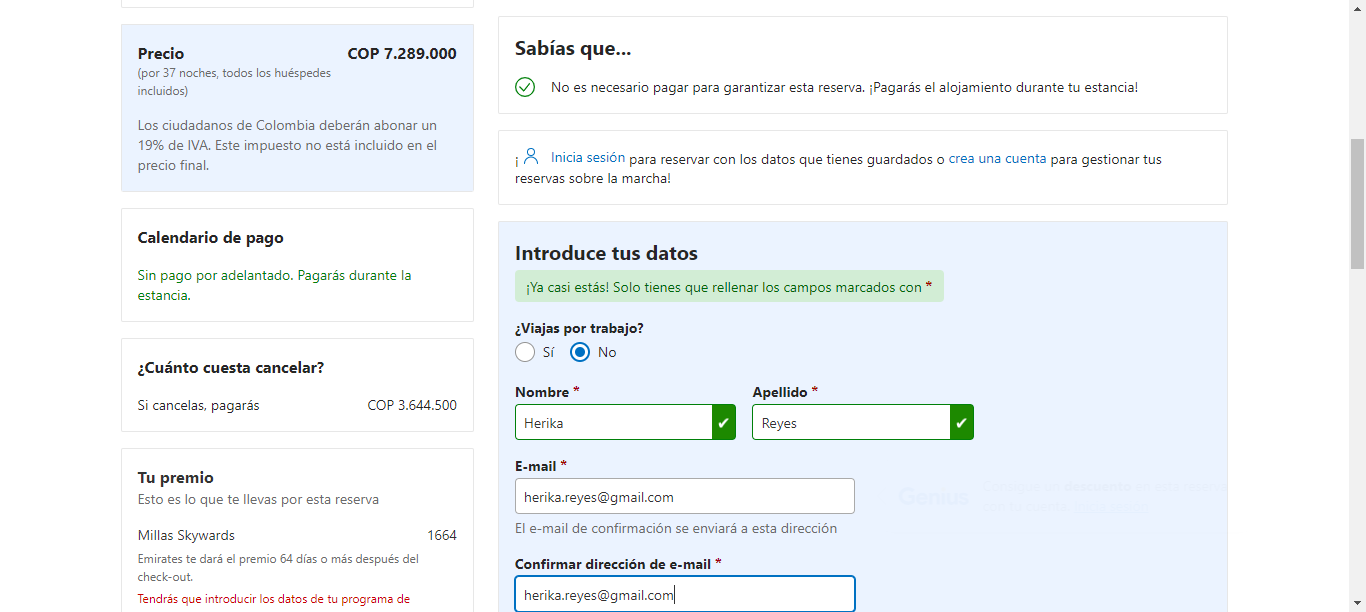 Precio COP 7.289.000
(por 37 noches, todos los huéspedes
incluidos)
Los ciudadanos de Colombia deberán abonar un
19% de IVA. Este impuesto no está incluido en el
precio final.
Calendario de pago
Sin pago por adelantado. Pagarás durante la
estancia.
¿Cuánto cuesta cancelar?
Si cancelas, pagarás COP 3.644.500
Tu premio
Esto es lo que te llevas por esta reserva
Millas Skywards 1664
Emirates te dará el premio 64 días o más después del
check-out.
Tendrás que introducir los datos de tu programa de
Sabías que...
No es necesario pagar para garantizar esta reserva. ¡Pagarás el alojamiento durante tu estancia!
¡ Inicia sesión para reservar con los datos que tienes guardados o crea una cuenta para gestionar tus
reservas sobre la marcha!
Introduce tus datos
¡Ya casi estás! Solo tienes que rellenar los campos marcados con *
¿Viajas por trabajo?
Sí No
Nombre * Apellido *
Herika Reyes
E-mail *
herika.reyes@gmail.com
Genius
El e-mail de confirmación se enviará a esta dirección
Confirmar dirección de e-mail *
herika.reyes@gmail.com